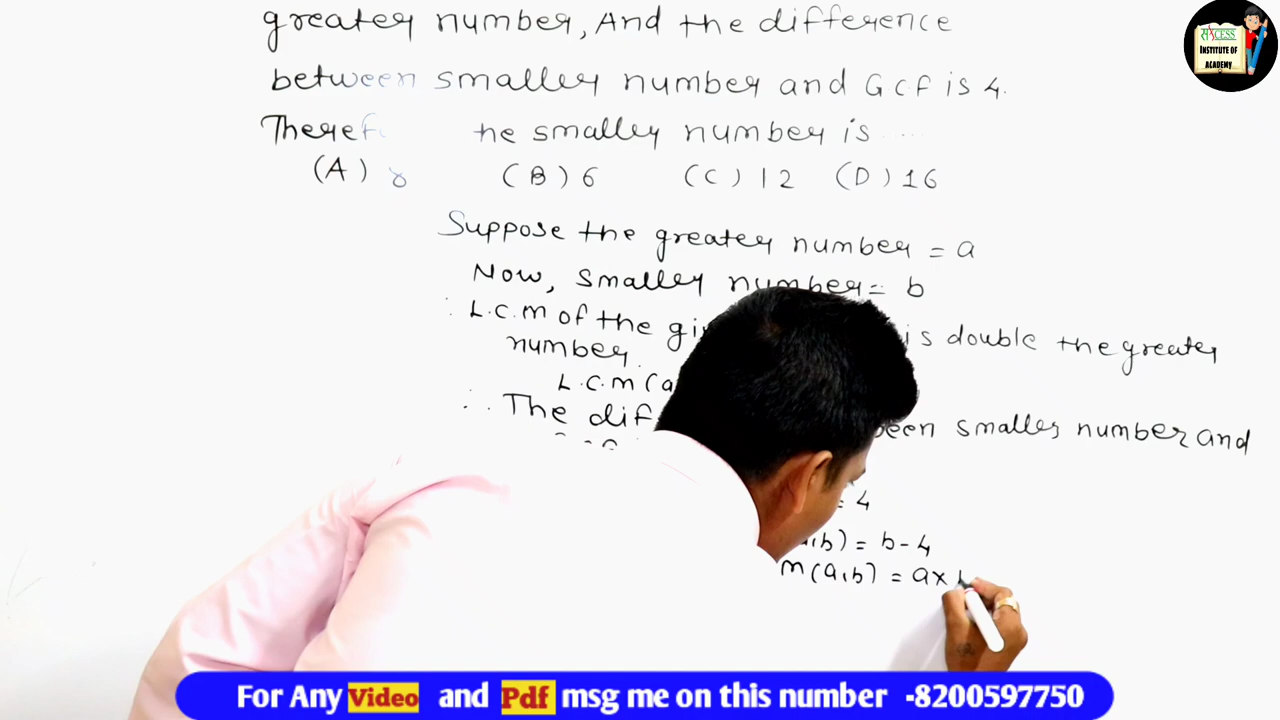 greater number, And the difference
between smaller number and GCF is 4.
There he smaller number is ....
(A) 8 (B) 6 (C) 12 (D) 16
Suppose the greater number = a
Now, smaller number = b
∵ L.C.M of the gi is double the greater
number.
L.C.M (a
∴ The dif een smaller number and
= 4
a,b) = b - 4
M (a,b) = a x
સક્સેસ
INSTITUTE OF
ACADEMY
For Any Video and Pdf msg me on this number -8200597750